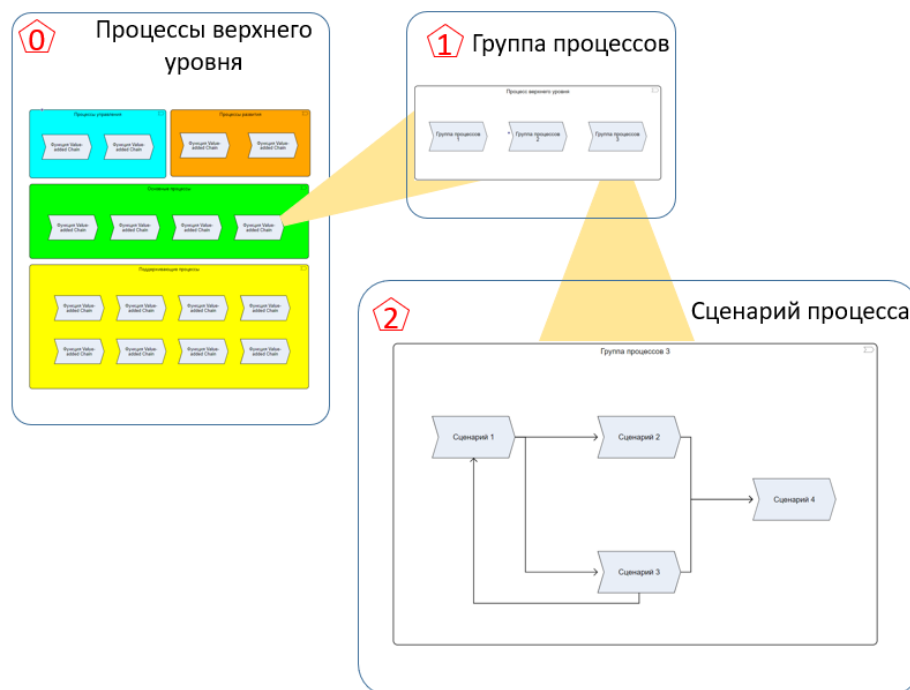 0
Процессы верхнего
уровня
Процессы управления
Функция Value-
added Chain
Функция Value-
added Chain
Процессы развития
Функция Value-
added Chain
Функция Value-
added Chain
Основные процессы
Функция Value-
added Chain
Функция Value-
added Chain
Функция Value-
added Chain
Функция Value-
added Chain
Поддерживающие процессы
Функция Value-
added Chain
Функция Value-
added Chain
Функция Value-
added Chain
Функция Value-
added Chain
Функция Value-
added Chain
Функция Value-
added Chain
Функция Value-
added Chain
Функция Value-
added Chain
1
Группа процессов
Процесс верхнего уровня
Группа процессов
1
Группа процессов
2
Группа процессов
3
2
Сценарий процесса
Группа процессов 3
Сценарий 1
Сценарий 2
Сценарий 4
Сценарий 3